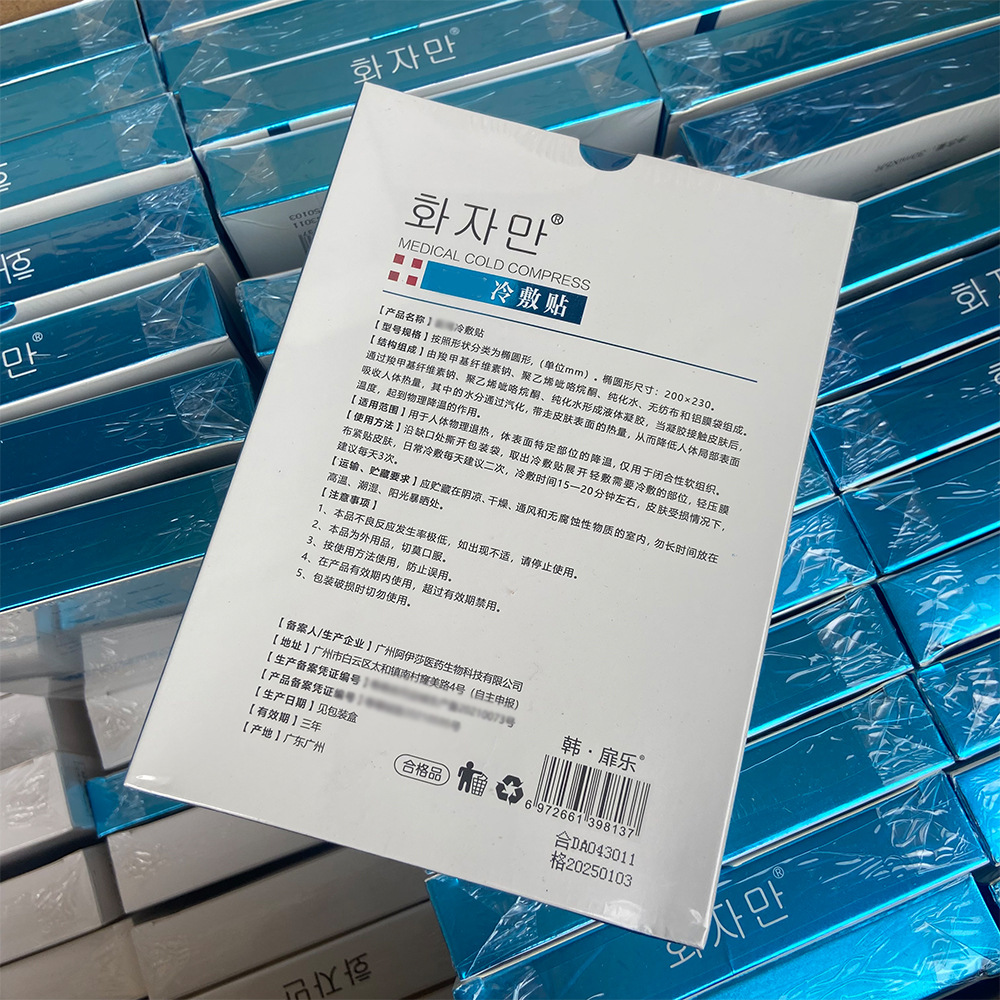 화자만®
화자만®
MEDICAL COLD COMPRESS
冷敷贴
【产品名称】冷敷贴
【型号规格】按照形状分类为椭圆形,(单位mm)。椭圆形尺寸:200×230。
【结构组成】由羧甲基纤维素钠、聚乙烯吡咯烷酮、纯化水、无纺布和铝膜袋组成。
通过羧甲基纤维素钠、聚乙烯吡咯烷酮、纯化水形成液体凝胶,当凝胶接触皮肤后,
吸收人体热量,其中的水分通过汽化,带走皮肤表面的热量,从而降低人体局部表面
温度,起到物理降温的作用。
【适用范围】用于人体物理退热,体表面特定部位的降温,仅用于闭合性软组织。
【使用方法】沿缺口处撕开包装袋,取出冷敷贴展开轻敷需要冷敷的部位,轻压膜
布紧贴皮肤,日常冷敷每天建议二次,冷敷时间15—20分钟左右,皮肤受损情况下,
建议每天3次。
【运输、贮藏要求】应贮藏在阴凉、干燥、通风和无腐蚀性物质的室内,勿长时间放在
高温、潮湿、阳光暴晒处。
【注意事项】
1、本品不良反应发生率极低,如出现不适,请停止使用。
2、本品为外用品,切莫口服。
3、按使用方法使用,防止误用。
4、在产品有效期内使用,超过有效期禁用。
5、包装破损时切勿使用。
【备案人/生产企业】广州阿伊莎医药生物科技有限公司
【地址】广州市白云区太和镇南村窿美路4号(自主申报)
【生产备案凭证编号】
【产品备案凭证编号】
【生产日期】见包装盒
【有效期】三年
【产地】广东广州
合格品
韩·扉乐®
6 972661 398137
合DA043011
格20250103
화자만®
화자만
화자만®
화자만